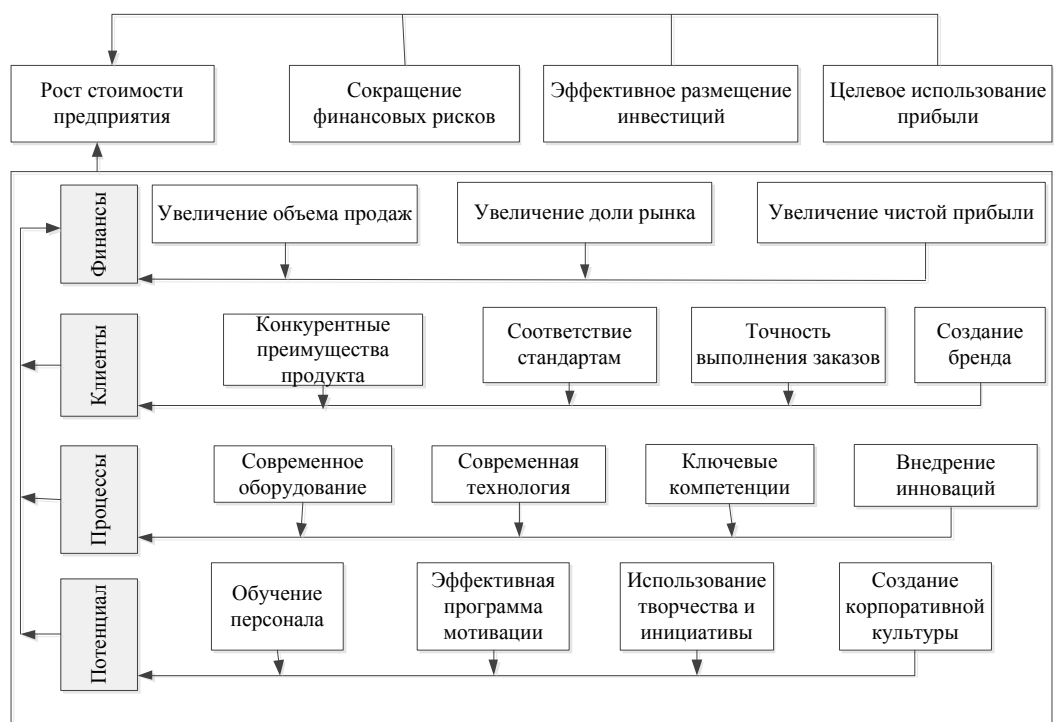 Рост стоимости
предприятия
Сокращение
финансовых рисков
Эффективное размещение
инвестиций
Целевое использование
прибыли
Финансы
Увеличение объема продаж
Увеличение доли рынка
Увеличение чистой прибыли
Клиенты
Конкурентные
преимущества
продукта
Соответствие
стандартам
Точность
выполнения заказов
Создание
бренда
Процессы
Современное
оборудование
Современная
технология
Ключевые
компетенции
Внедрение
инноваций
Потенциал
Обучение
персонала
Эффективная
программа
мотивации
Использование
творчества и
инициативы
Создание
корпоративной
культуры